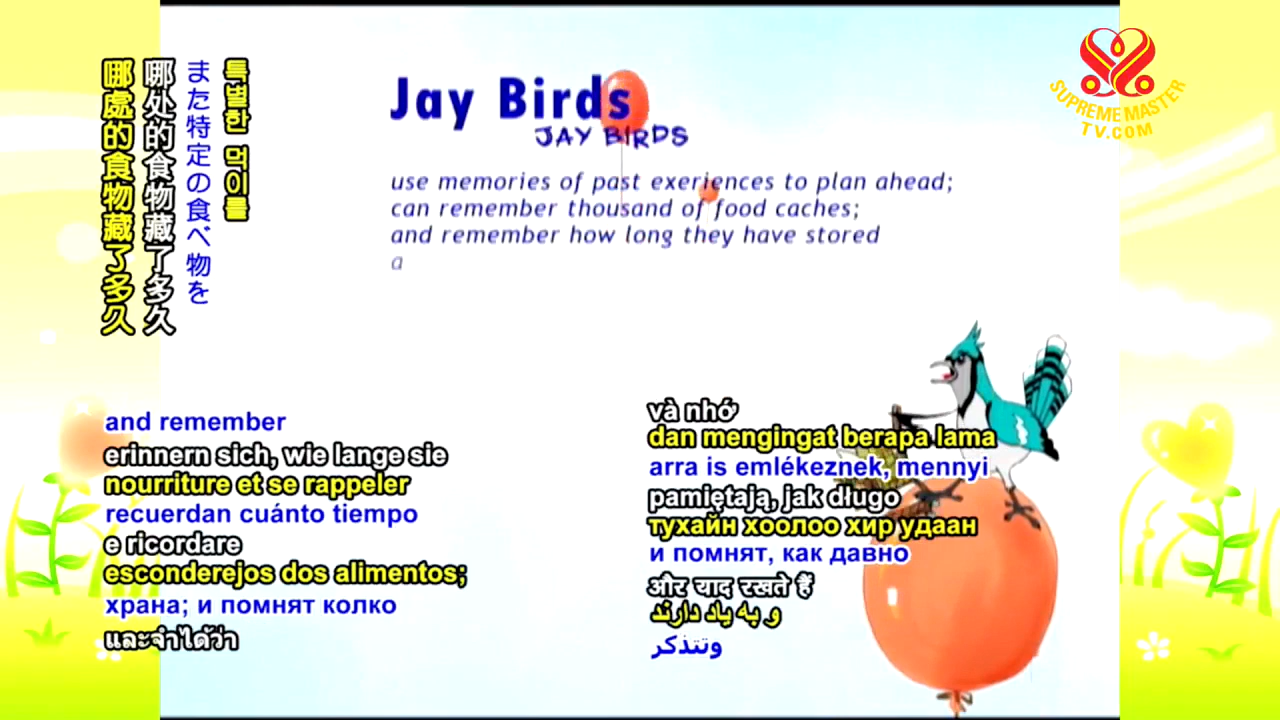 특별한 먹이를
また特定の食べ物を
哪处的食物藏了多久
哪處的食物藏了多久
SUPREME MASTER
TV.COM
Jay Birds
JAY BIRDS
use memories of past exeriences to plan ahead;
can remember thousand of food caches;
and remember how long they have stored
a
and remember
erinnern sich, wie lange sie
nourriture et se rappeler
recuerdan cuánto tiempo
e ricordare
esconderejos dos alimentos;
храна; и помнят колко
และจำได้ว่า
và nhớ
dan mengingat berapa lama
arra is emlékeznek, mennyi
pamiętają, jak długo
тухайн хоолоо хир удаан
и помнят, как давно
और याद रखते हैं
و به یاد دارند
وتتذكر